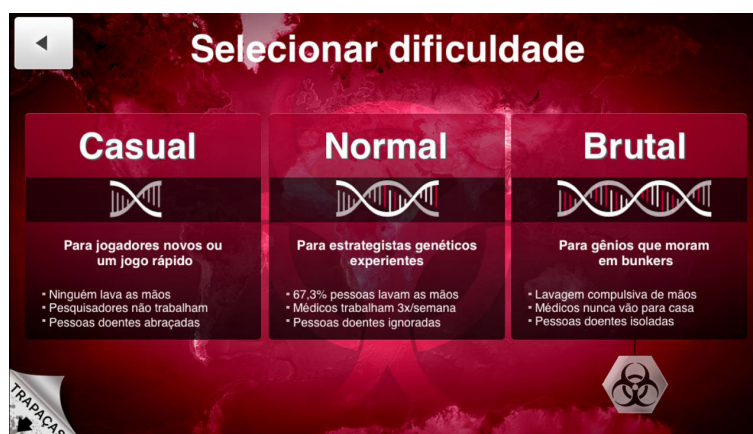 Selecionar dificuldade
Casual
Para jogadores novos ou
um jogo rápido
▪ Ninguém lava as mãos
▪ Pesquisadores não trabalham
▪ Pessoas doentes abraçadas
Normal
Para estrategistas genéticos
experientes
▪ 67,3% pessoas lavam as mãos
▪ Médicos trabalham 3x/semana
▪ Pessoas doentes ignoradas
Brutal
Para gênios que moram
em bunkers
▪ Lavagem compulsiva de mãos
▪ Médicos nunca vão para casa
▪ Pessoas doentes isoladas
TRAPAÇAS